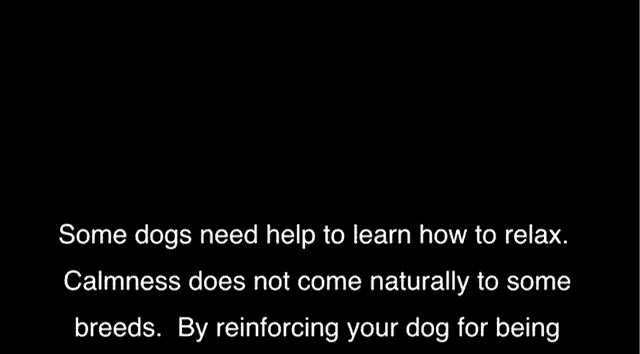 Some dogs need help to learn how to relax.
Calmness does not come naturally to some
breeds.  By reinforcing your dog for being